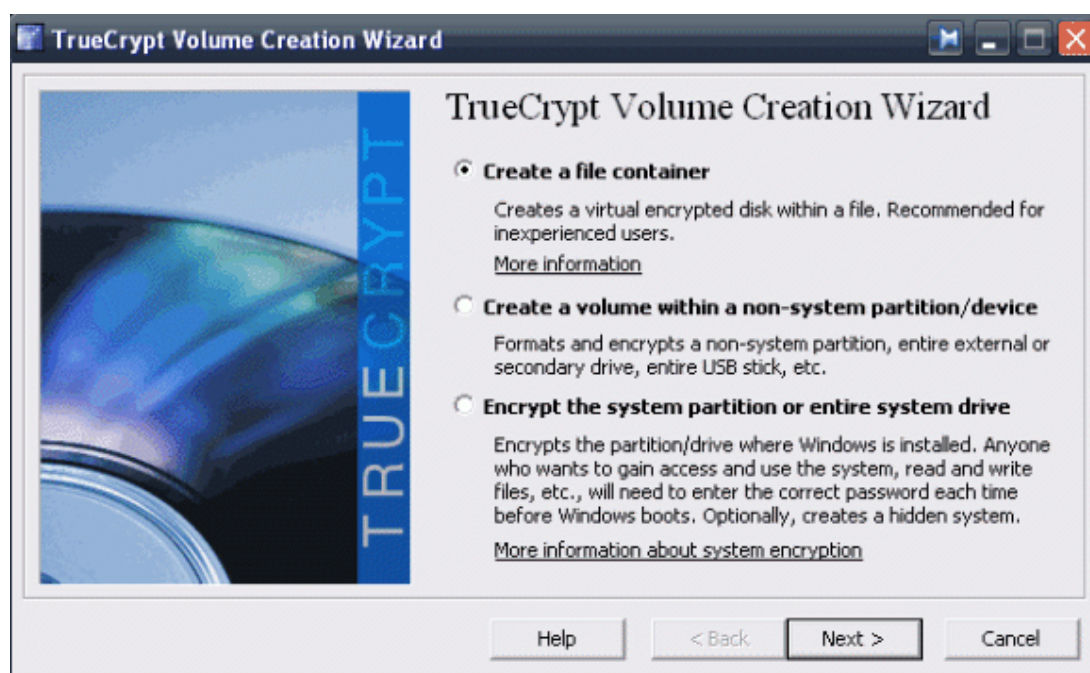 TrueCrypt Volume Creation Wizard
TRUECRYPT
TrueCrypt Volume Creation Wizard
Create a file container
Creates a virtual encrypted disk within a file. Recommended for
inexperienced users.
More information
Create a volume within a non-system partition/device
Formats and encrypts a non-system partition, entire external or
secondary drive, entire USB stick, etc.
Encrypt the system partition or entire system drive
Encrypts the partition/drive where Windows is installed. Anyone
who wants to gain access and use the system, read and write
files, etc., will need to enter the correct password each time
before Windows boots. Optionally, creates a hidden system.
More information about system encryption
Help
< Back
Next >
Cancel